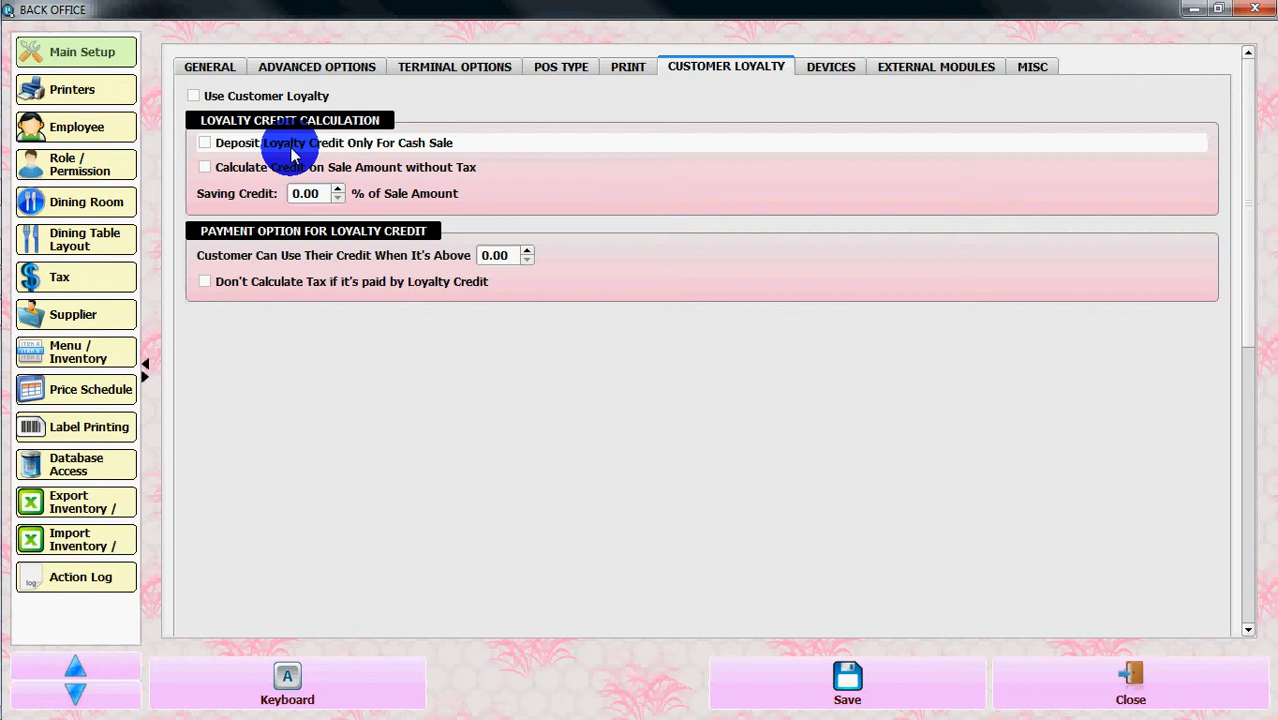 BACK OFFICE
Main Setup
Printers
Employee
Role /
Permission
Dining Room
Dining Table
Layout
Tax
Supplier
Menu /
Inventory
Price Schedule
Label Printing
Database
Access
Export
Inventory /
Import
Inventory /
Action Log
GENERAL ADVANCED OPTIONS TERMINAL OPTIONS POS TYPE PRINT CUSTOMER LOYALTY DEVICES EXTERNAL MODULES MISC
Use Customer Loyalty
LOYALTY CREDIT CALCULATION
Deposit Loyalty Credit Only For Cash Sale
Calculate Credit on Sale Amount without Tax
Saving Credit: 0.00 % of Sale Amount
PAYMENT OPTION FOR LOYALTY CREDIT
Customer Can Use Their Credit When It's Above 0.00
Don't Calculate Tax if it's paid by Loyalty Credit
Keyboard
Save
Close